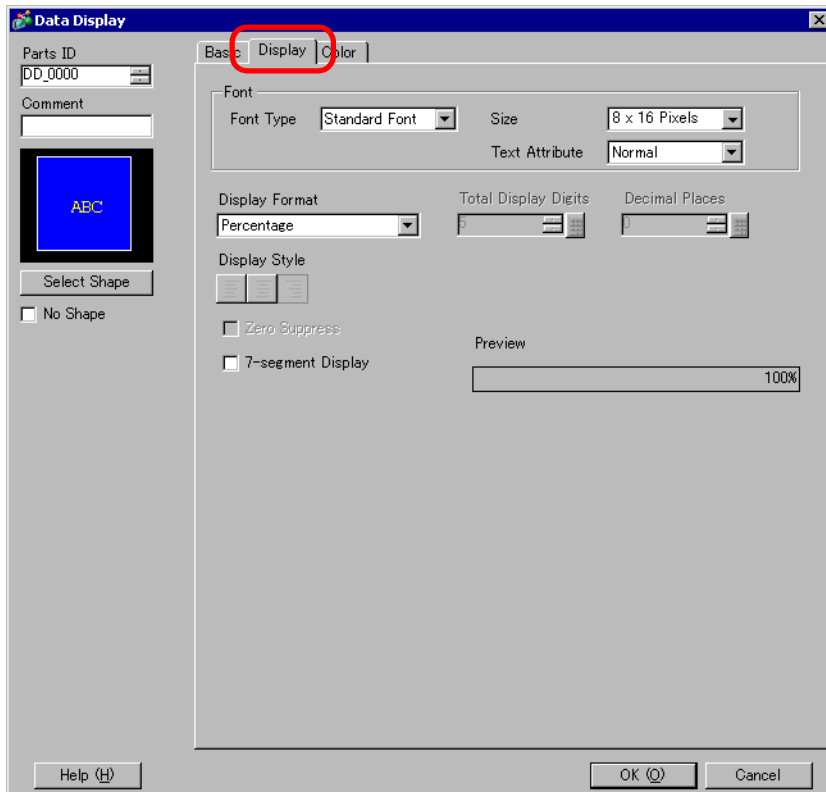 Data Display
Parts ID
DD_0000
Comment
ABC
Select Shape
No Shape
Basic Display Color
Font
Font Type Standard Font Size 8 x 16 Pixels
Text Attribute Normal
Display Format Total Display Digits Decimal Places
Percentage 5 0
Display Style
Zero Suppress
7-segment Display
Preview
100%
Help (H) OK (O) Cancel